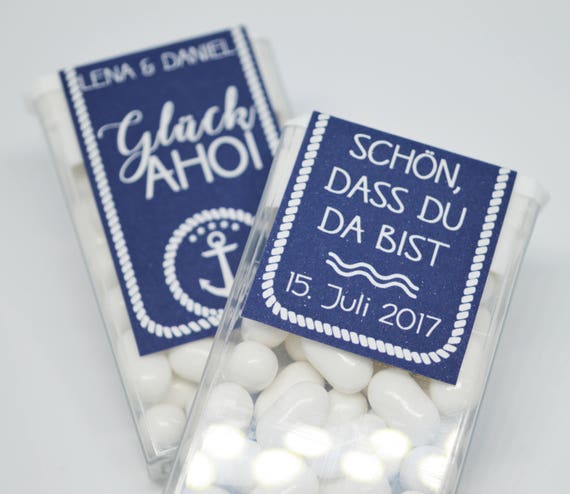 LENA & DANIEL
Glück
AHOI
SCHÖN,
DASS DU
DA BIST
15. Juli 2017